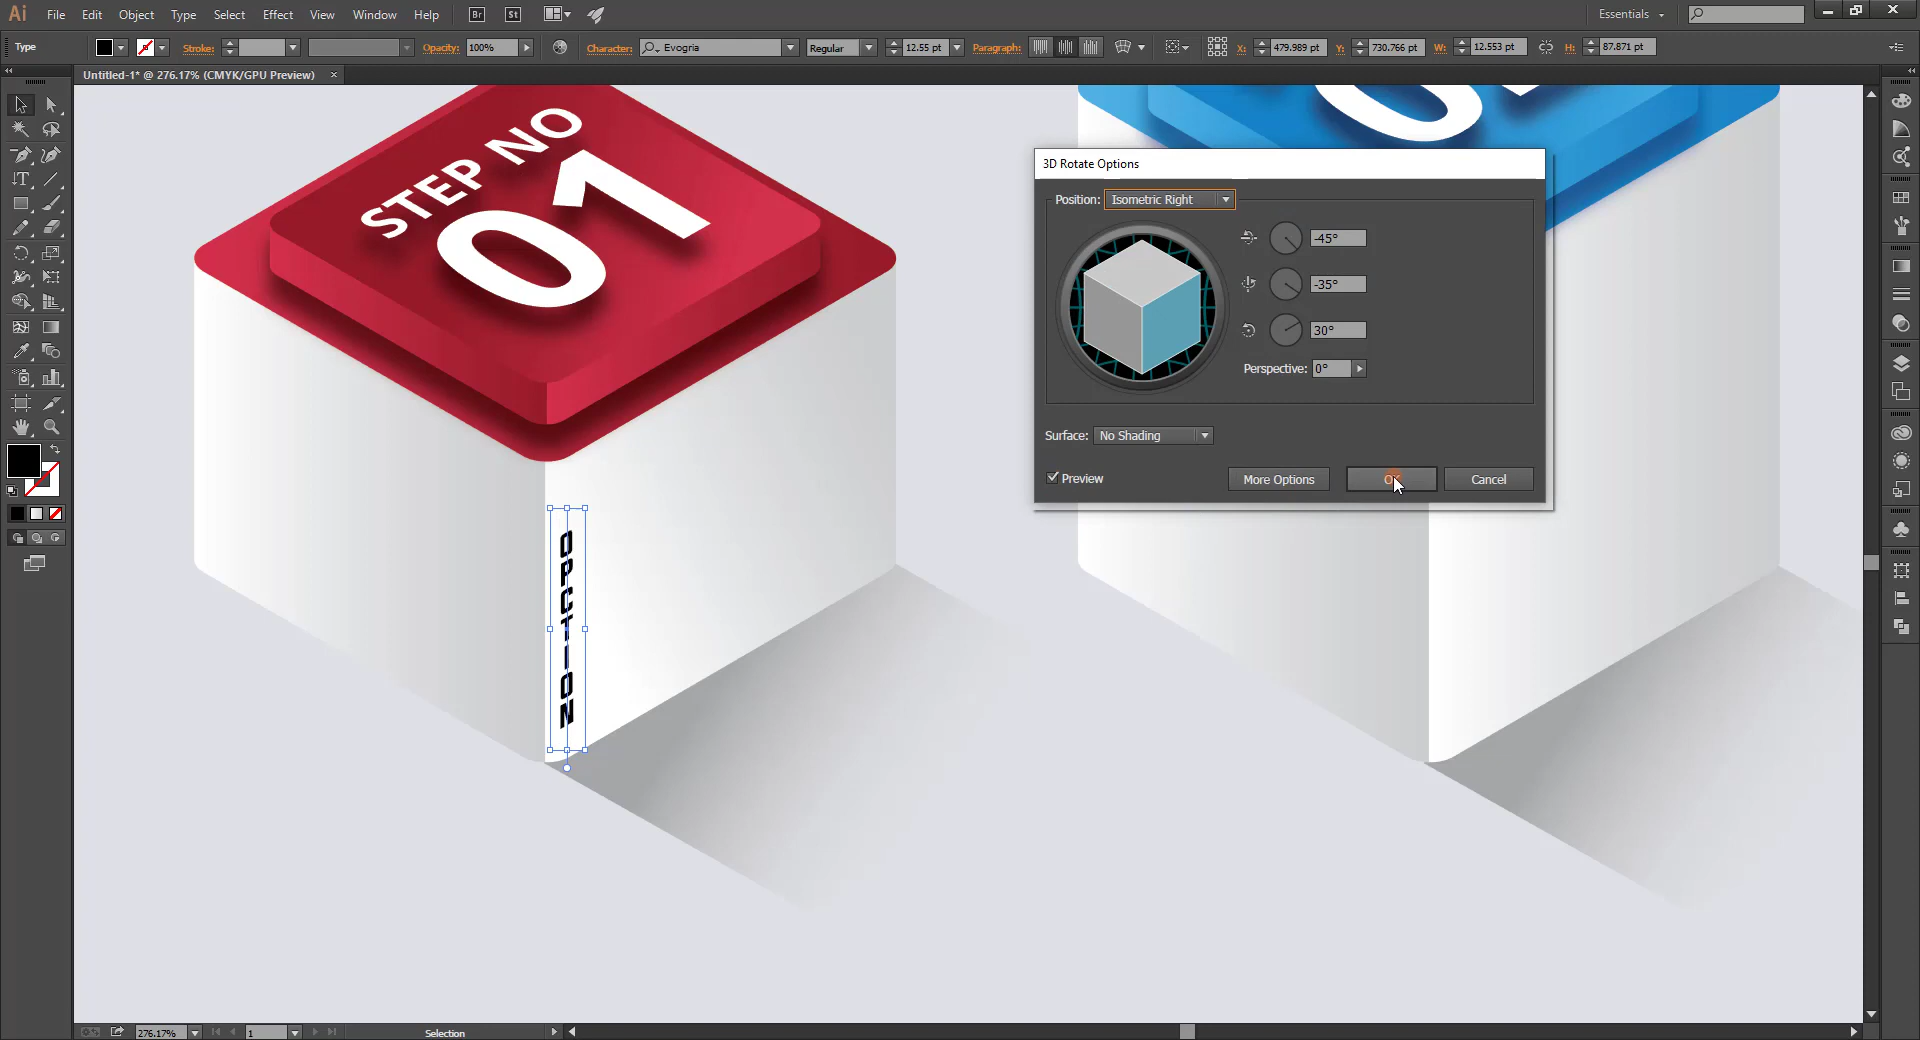 Ai File Edit Object Type Select Effect View Window Help Br St Essentials
Type Stroke: Opacity: 100% Character: Evogria Regular 12.55 pt Paragraph: X: 479.989 pt Y: 730.766 pt W: 12.553 pt H: 87.871 pt
Untitled-1* @ 276.17% (CMYK/GPU Preview) ×
STEP NO
01
3D Rotate Options
Position: Isometric Right
-45°
-35°
30°
Perspective: 0°
Surface: No Shading
Preview More Options OK Cancel
OPCTION
276.17% 1 Selection